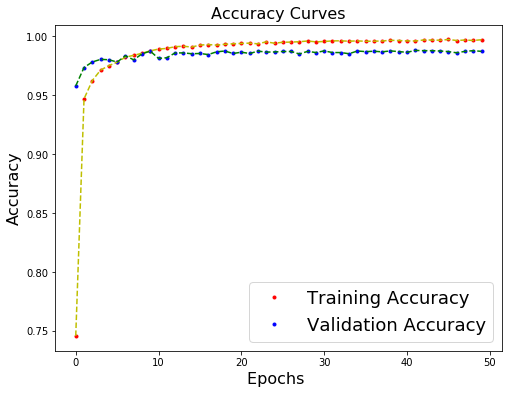 Accuracy Curves
1.00
0.95
0.90
0.85
0.80
0.75
Accuracy
0 10 20 30 40 50
Epochs
Training Accuracy
Validation Accuracy